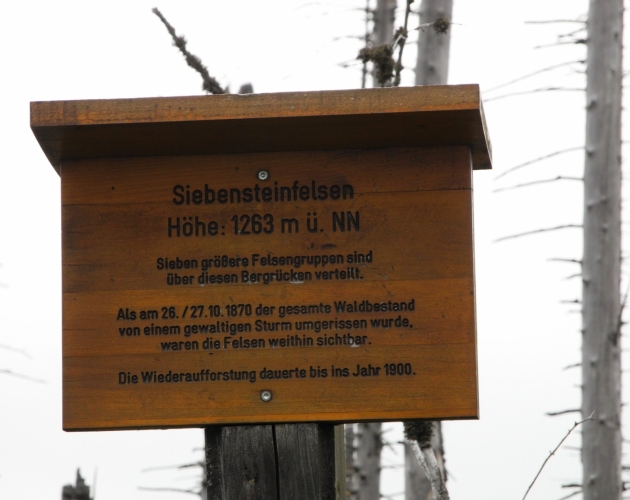 Siebensteinfelsen
Höhe: 1263 m ü. NN
Sieben größere Felsengruppen sind
über diesen Bergrücken verteilt.
Als am 26. / 27.10. 1870 der gesamte Waldbestand
von einem gewaltigen Sturm umgerissen wurde,
waren die Felsen weithin sichtbar.
Die Wiederaufforstung dauerte bis ins Jahr 1900.